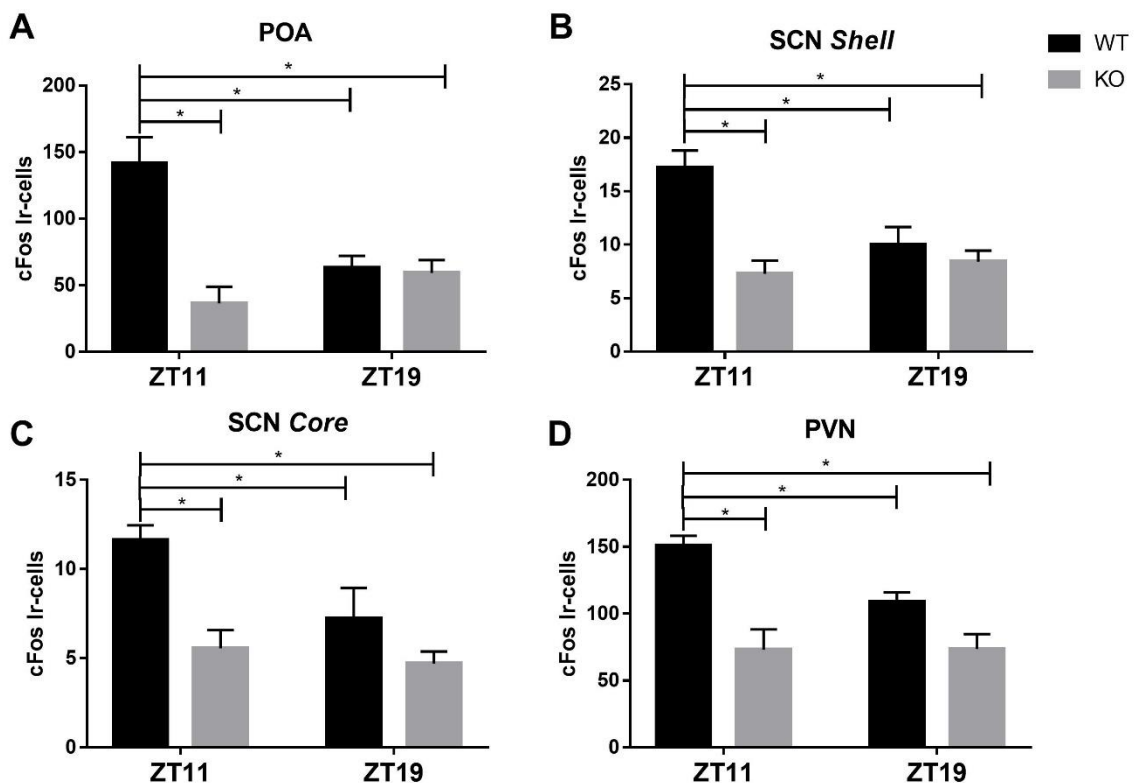 A
POA
cFos Ir-cells
200
150
100
50
0
*
*
*
ZT11
ZT19
B
SCN Shell
cFos Ir-cells
25
20
15
10
5
0
*
*
*
ZT11
ZT19
WT
KO
C
SCN Core
cFos Ir-cells
15
10
5
0
*
*
*
ZT11
ZT19
D
PVN
cFos Ir-cells
200
150
100
50
0
*
*
*
ZT11
ZT19